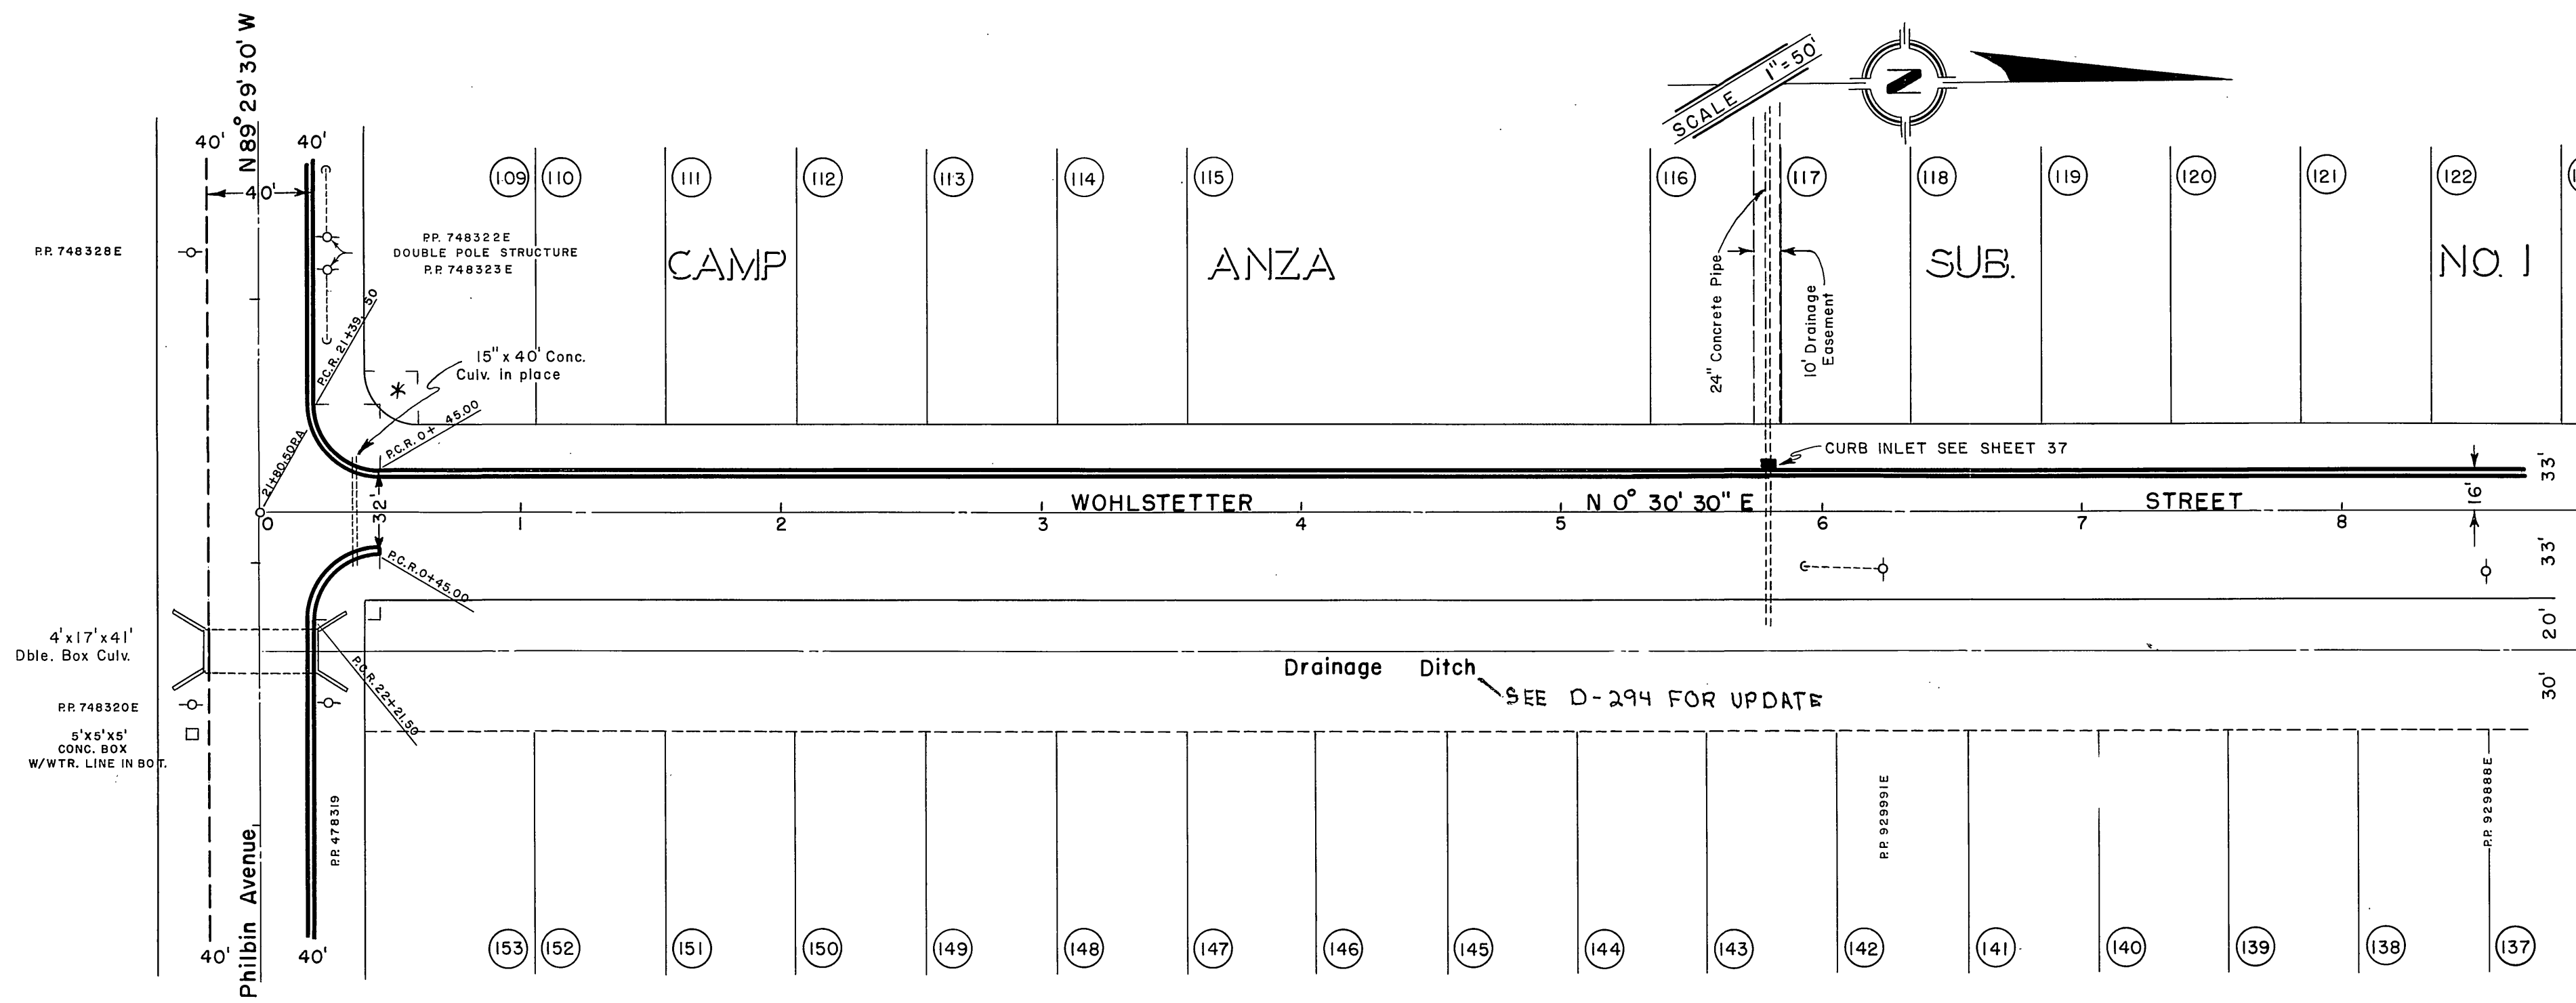 N 89° 29' 30' W
SCALE 1" = 50'
N
40' 40'
40'
109 110 111 112 113 114 115 116 117 118 119 120 121 122
P.P. 748328E
P.P. 748322E
DOUBLE POLE STRUCTURE
P.P. 748323E
CAMP ANZA SUB. NO. 1
24" Concrete Pipe
10' Drainage
Easement
P.C.R. 21+39.50
15" x 40' Conc.
Culv. in place
P.C.R. 0+ 45.00
21+80.50 P.A
CURB INLET SEE SHEET 37
33'
32'
16'
WOHLSTETTER N 0° 30' 30" E STREET
0 1 2 3 4 5 6 7 8
33'
P.C.R. 0+45.00
4' x 17' x 41'
Dble. Box Culv.
20'
Drainage Ditch
SEE D-294 FOR UPDATE
30'
P.C.R. 22+21.50
P.P. 748320E
5'X5'X5'
CONC. BOX
W/WTR. LINE IN BOT.
P.P. 478319
P.P. 929991E
P.P. 929888E
Philbin Avenue
40' 40'
153 152 151 150 149 148 147 146 145 144 143 142 141 140 139 138 137